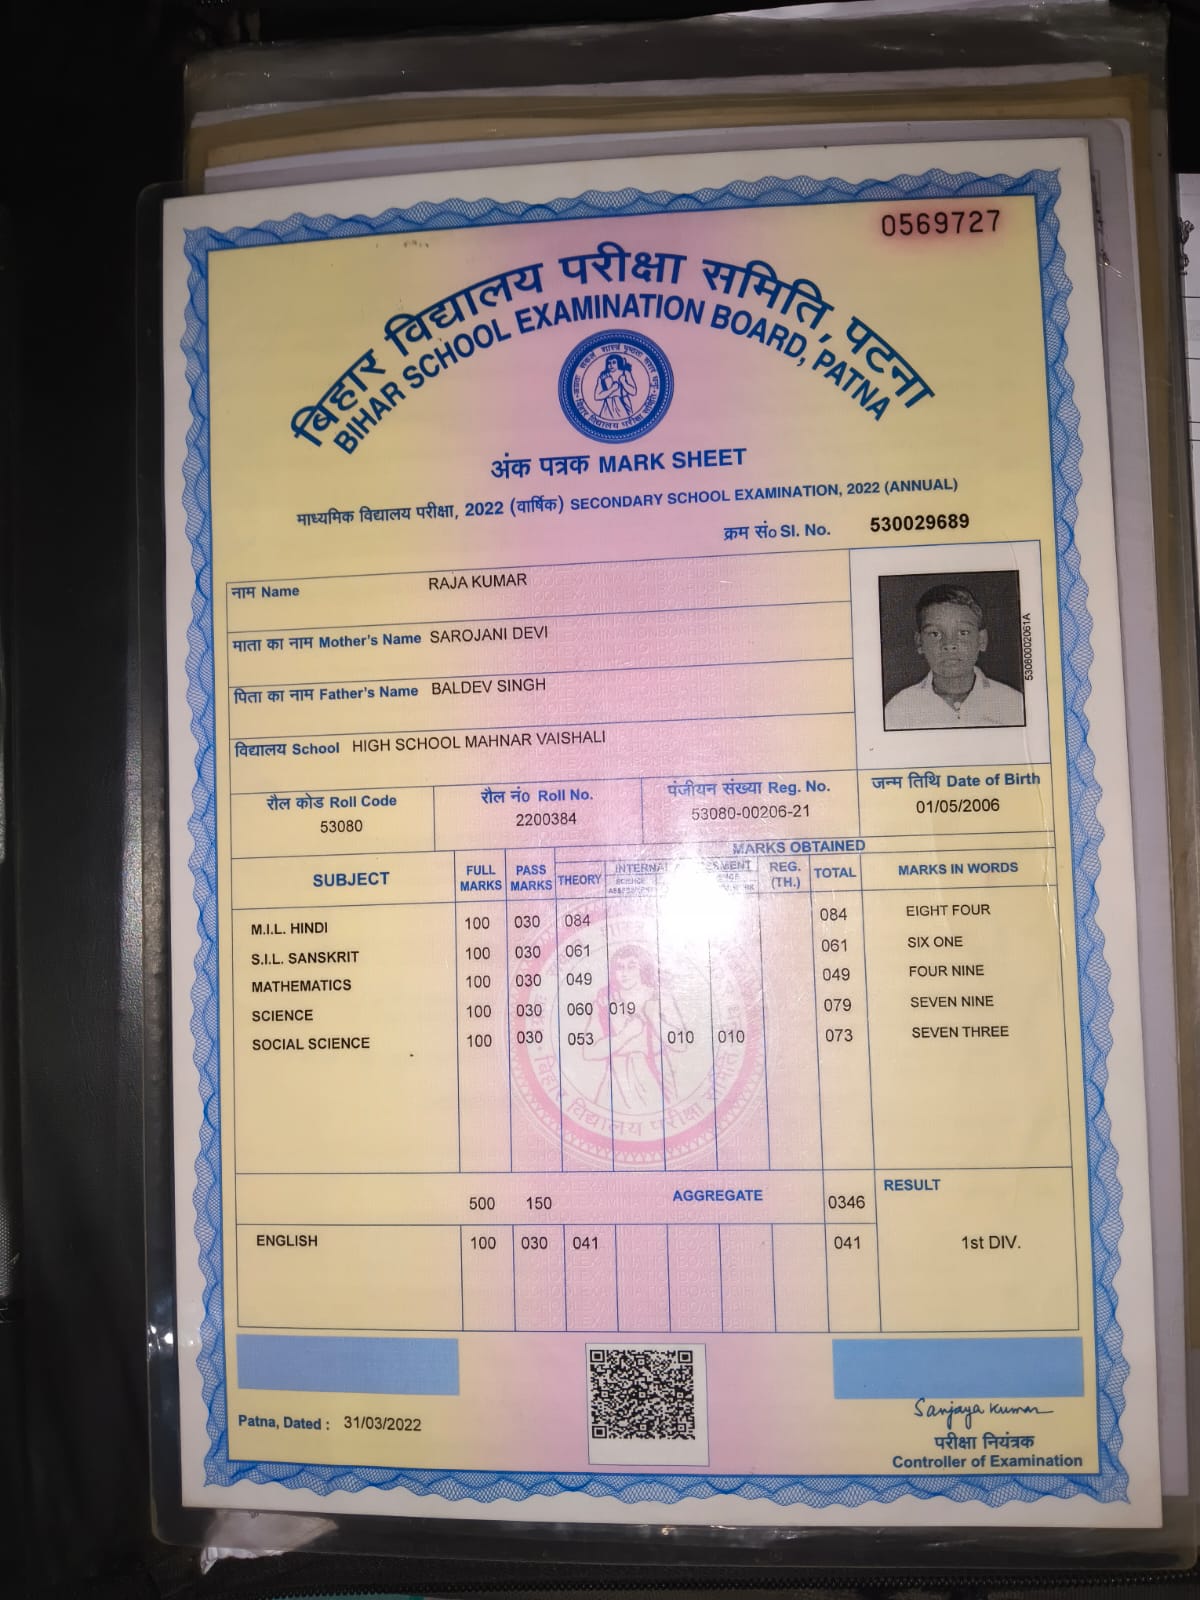 0569727
बिहार विद्यालय परीक्षा समिति, पटना
BIHAR SCHOOL EXAMINATION BOARD, PATNA
अंक पत्रक MARK SHEET
माध्यमिक विद्यालय परीक्षा, 2022 (वार्षिक) SECONDARY SCHOOL EXAMINATION, 2022 (ANNUAL)
क्रम सं० Sl. No. 530029689
नाम Name RAJA KUMAR
माता का नाम Mother's Name SAROJANI DEVI
पिता का नाम Father's Name BALDEV SINGH
विद्यालय School HIGH SCHOOL MAHNAR VAISHALI
53080002061A
रौल कोड Roll Code रौल नं० Roll No. पंजीयन संख्या Reg. No. जन्म तिथि Date of Birth
53080 2200384 53080-00206-21 01/05/2006
MARKS OBTAINED
SUBJECT FULL MARKS PASS MARKS THEORY INTERNAL REG. (TH.) TOTAL MARKS IN WORDS
M.I.L. HINDI 100 030 084 084 EIGHT FOUR
S.I.L. SANSKRIT 100 030 061 061 SIX ONE
MATHEMATICS 100 030 049 049 FOUR NINE
SCIENCE 100 030 060 019 079 SEVEN NINE
SOCIAL SCIENCE 100 030 053 010 010 073 SEVEN THREE
बिहार विद्यालय परीक्षा समिति
500 150 AGGREGATE 0346 RESULT
ENGLISH 100 030 041 041 1st DIV.
Patna, Dated : 31/03/2022
Sanjaya Kumar
परीक्षा नियंत्रक
Controller of Examination